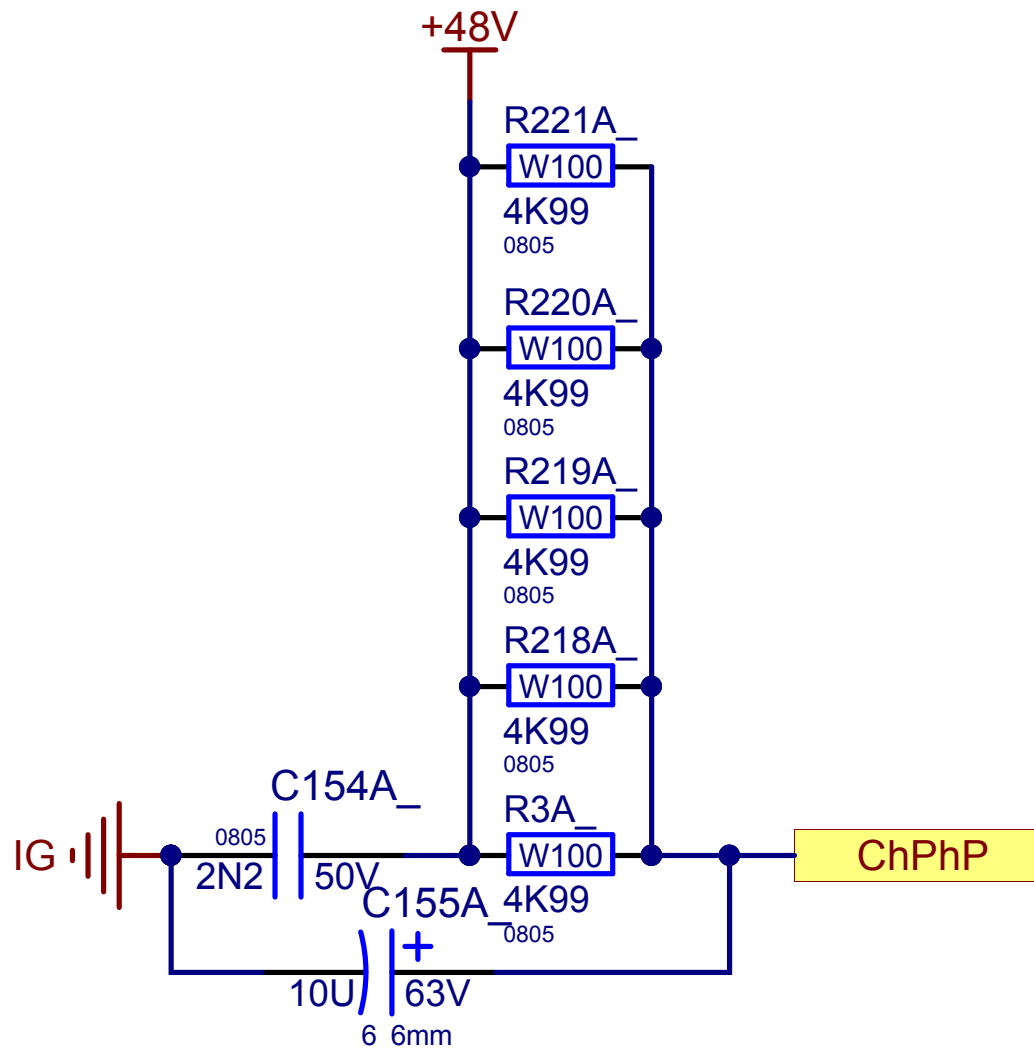 +48V
R221A_
W100
4K99
0805
R220A_
W100
4K99
0805
R219A_
W100
4K99
0805
R218A_
W100
4K99
0805
C154A_
R3A_
IG
0805
W100
ChPhP
2N2
50V
C155A_
4K99
0805
+
10U
63V
6 6mm